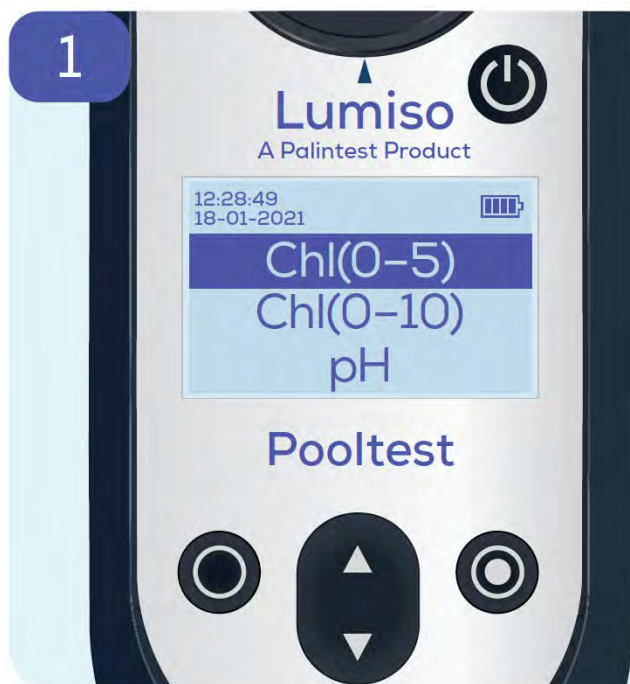 1
Lumiso
A Palintest Product
12:28:49
18-01-2021
Chl(0–5)
Chl(0–10)
pH
Pooltest